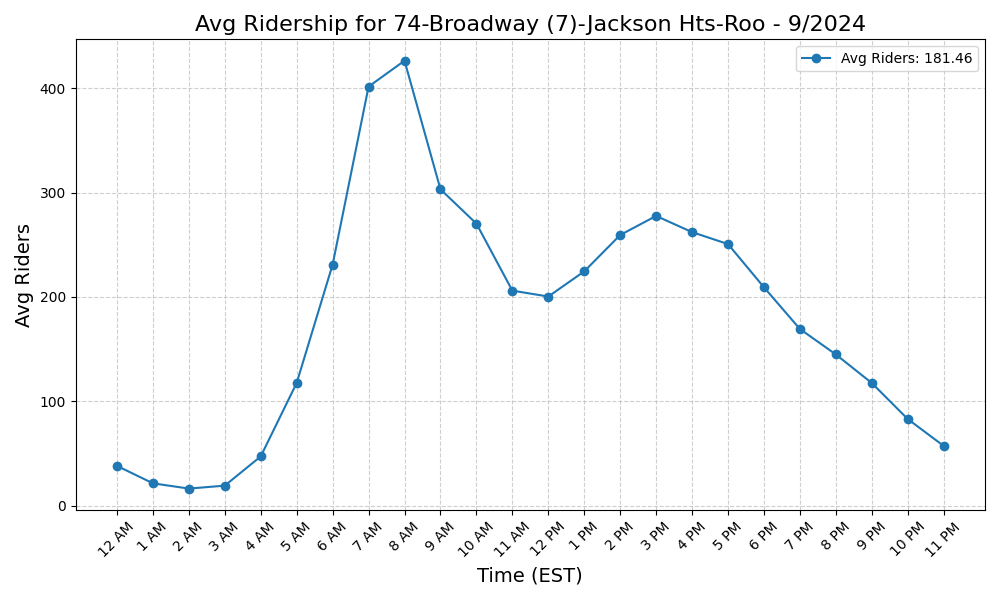 Avg Ridership for 74-Broadway (7)-Jackson Hts-Roo - 9/2024
Avg Riders: 181.46
Avg Riders
400
300
200
100
0
12 AM
1 AM
2 AM
3 AM
4 AM
5 AM
6 AM
7 AM
8 AM
9 AM
10 AM
11 AM
12 PM
1 PM
2 PM
3 PM
4 PM
5 PM
6 PM
7 PM
8 PM
9 PM
10 PM
11 PM
Time (EST)